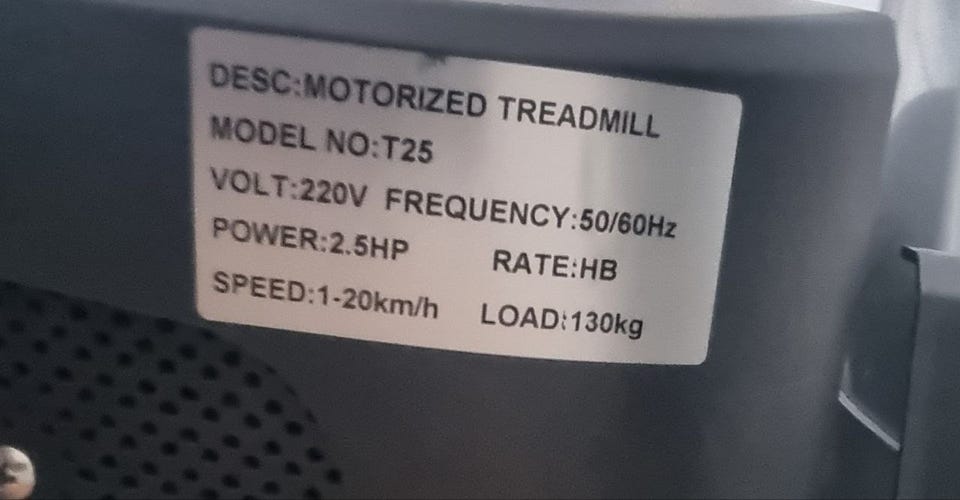 DESC:MOTORIZED TREADMILL
MODEL NO:T25
VOLT:220V FREQUENCY:50/60Hz
POWER:2.5HP RATE:HB
SPEED:1-20km/h LOAD:130kg